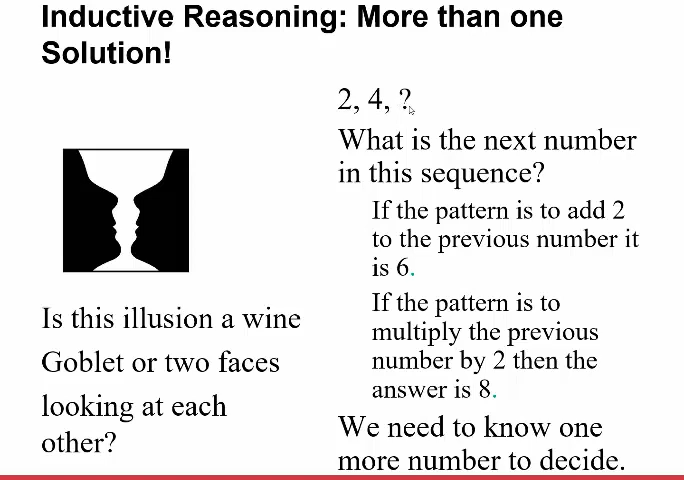 Inductive Reasoning: More than one
Solution!
Is this illusion a wine
Goblet or two faces
looking at each
other?
2, 4, ?
What is the next number
in this sequence?
If the pattern is to add 2
to the previous number it
is 6.
If the pattern is to
multiply the previous
number by 2 then the
answer is 8.
We need to know one
more number to decide.